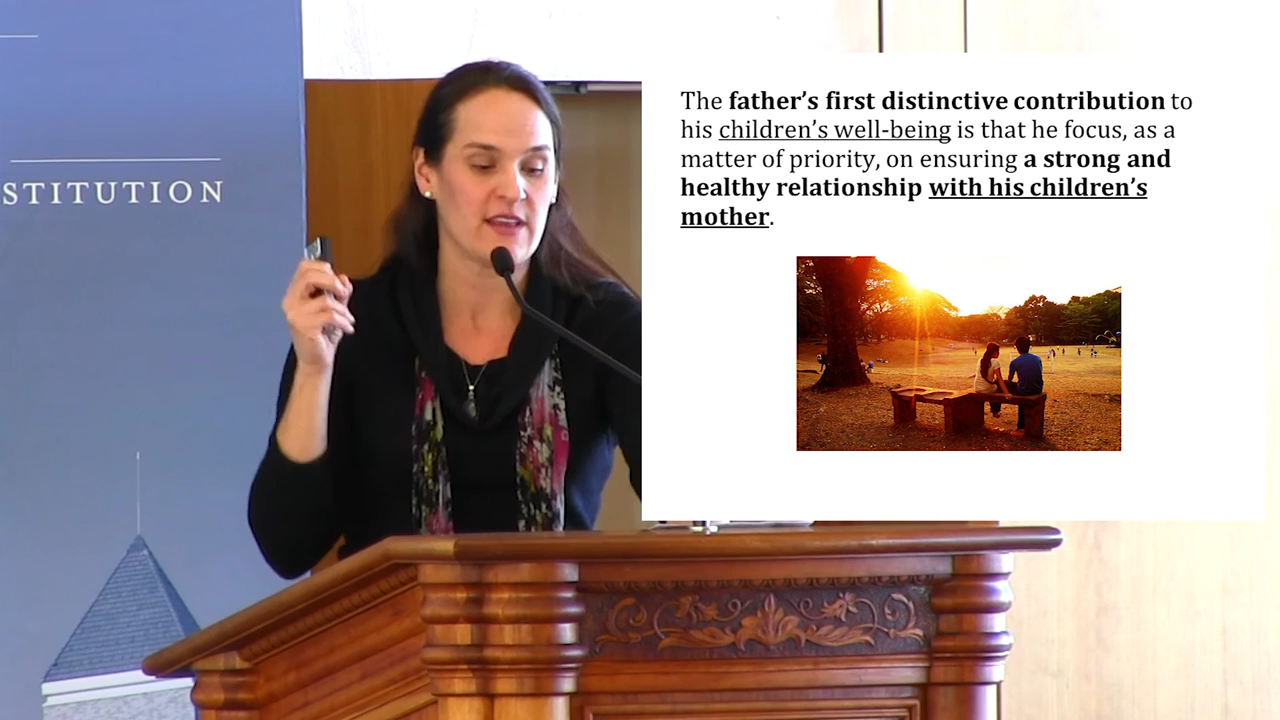 STITUTION
The father’s first distinctive contribution to
his children’s well-being is that he focus, as a
matter of priority, on ensuring a strong and
healthy relationship with his children’s
mother.